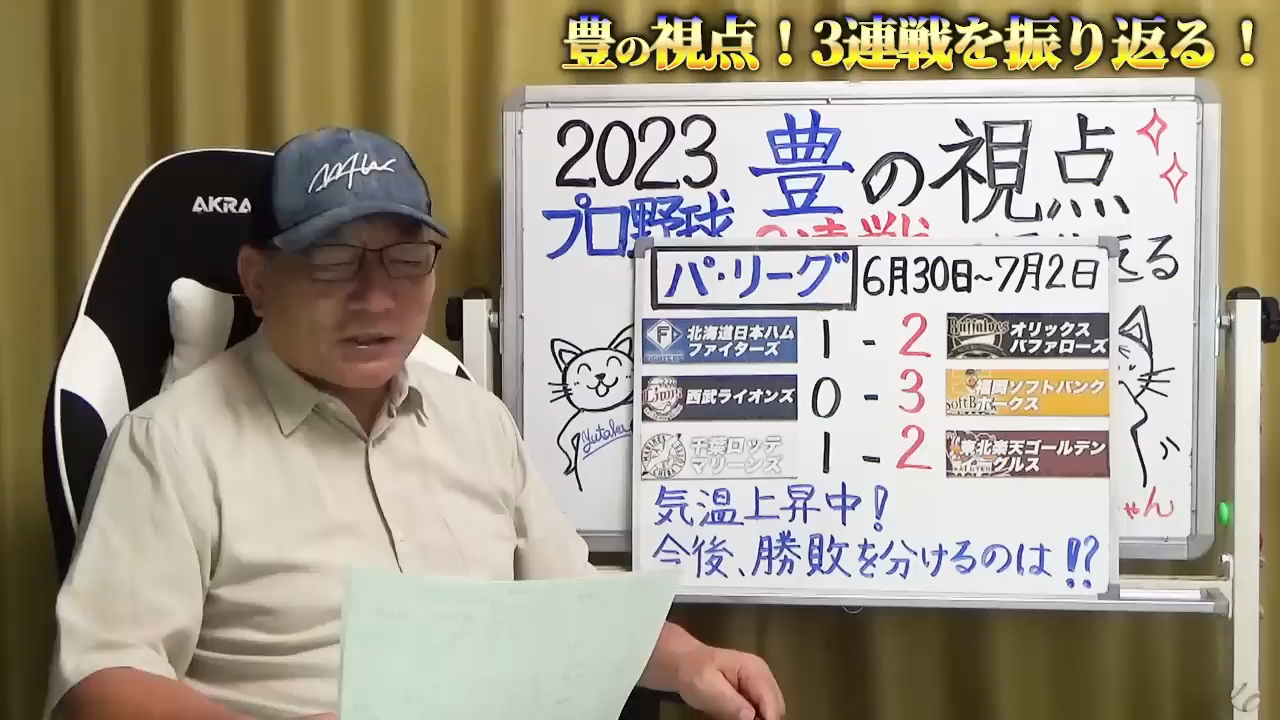 豊の視点！3連戦を振り返る！
2023 豊の視点
プロ野球
返る
AKRA
パ・リーグ 6月30日~7月2日
北海道日本ハムファイターズ 1 - 2 オリックスバファローズ
西武ライオンズ 0 - 3 福岡ソフトバンクホークス
千葉ロッテマリーンズ 1 - 2 東北楽天ゴールデン
グルス
yutaka
ゃん
気温上昇中!
今後、勝敗を分けるのは!?